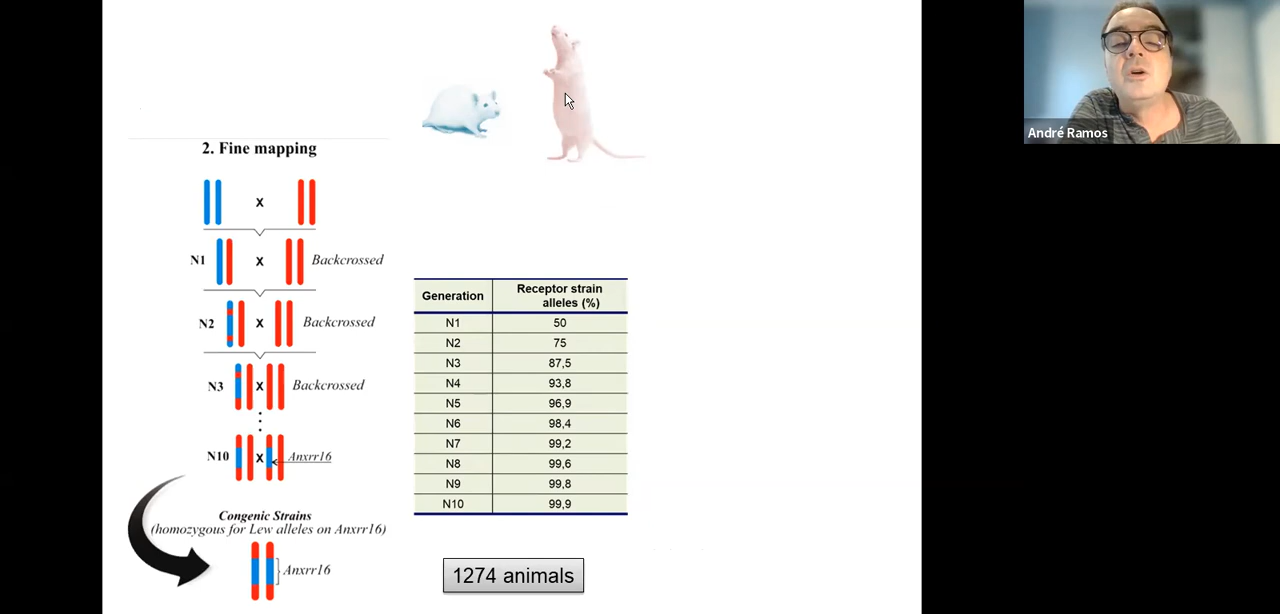 André Ramos
2. Fine mapping
X
N1 X Backcrossed
N2 X Backcrossed
N3 X Backcrossed
N10 X Anxrr16
Congenic Strains
(homozygous for Lew alleles on Anxrr16)
Anxrr16
Generation Receptor strain alleles (%)
N1 50
N2 75
N3 87,5
N4 93,8
N5 96,9
N6 98,4
N7 99,2
N8 99,6
N9 99,8
N10 99,9
1274 animals